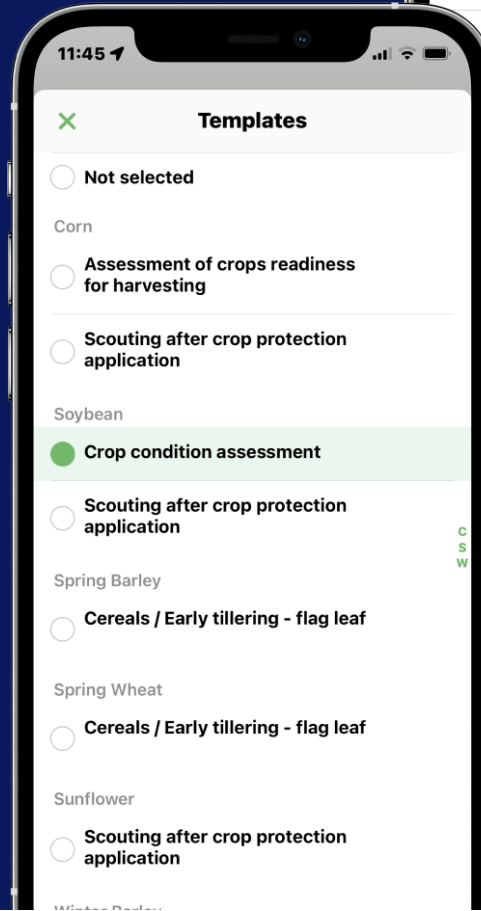 11:45
Templates
Not selected
Corn
Assessment of crops readiness
for harvesting
Scouting after crop protection
application
Soybean
Crop condition assessment
Scouting after crop protection
application
C
S
W
Spring Barley
Cereals / Early tillering - flag leaf
Spring Wheat
Cereals / Early tillering - flag leaf
Sunflower
Scouting after crop protection
application
Winter Barley